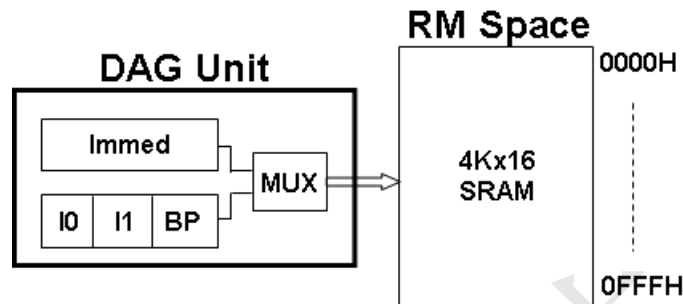 RM Space
DAG Unit
0000H
Immed
4Kx16
SRAM
MUX
I0 I1 BP
0FFFH